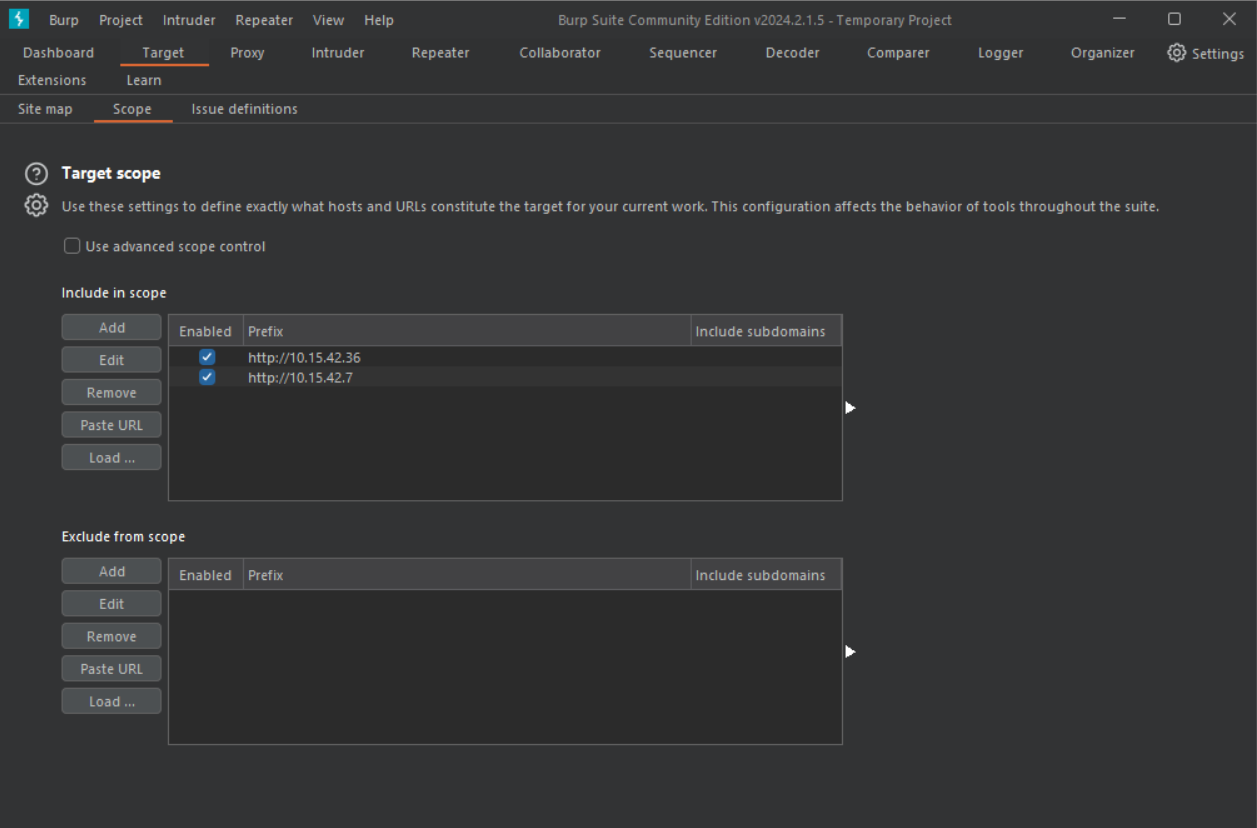 Burp Project Intruder Repeater View Help Burp Suite Community Edition v2024.2.1.5 - Temporary Project
Dashboard Target Proxy Intruder Repeater Collaborator Sequencer Decoder Comparer Logger Organizer Settings
Extensions Learn
Site map Scope Issue definitions
? Target scope
Use these settings to define exactly what hosts and URLs constitute the target for your current work. This configuration affects the behavior of tools throughout the suite.
Use advanced scope control
Include in scope
Add
Edit
Remove
Paste URL
Load ...
Enabled Prefix Include subdomains
http://10.15.42.36
http://10.15.42.7
Exclude from scope
Add
Edit
Remove
Paste URL
Load ...
Enabled Prefix Include subdomains